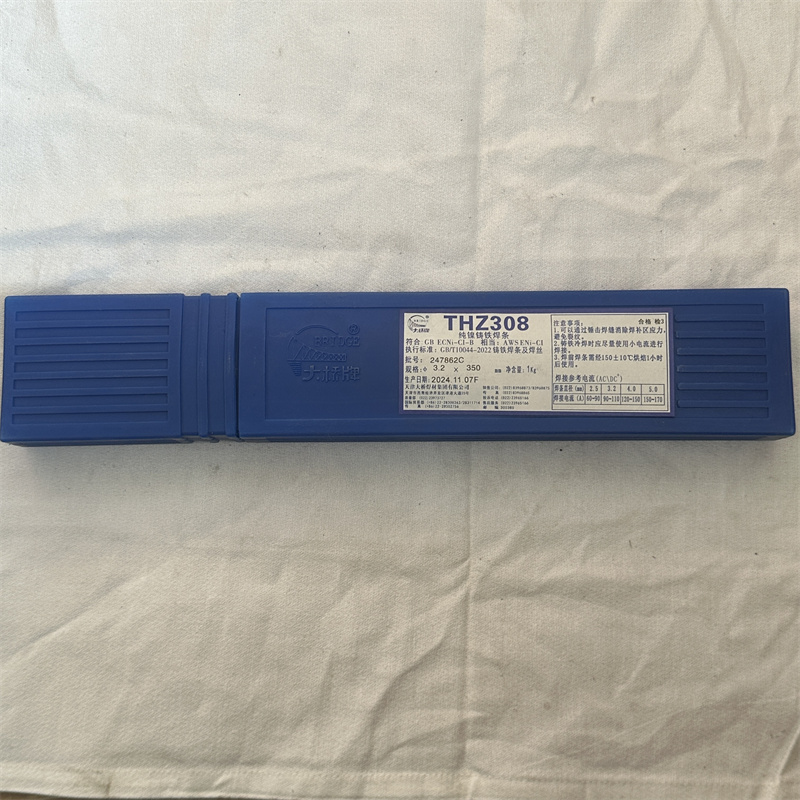 BRIDGE
大桥牌
大桥牌
THZ308
纯镍铸铁焊条
符合:GB ECNi-CI-B 相当:AWS ENi-CI
执行标准:GB/T10044-2022铸铁焊条及焊丝
批号: 247862C
规格:φ 3.2 x 350 mm 净含量:1Kg
生产日期:2024.11.07F
天津大桥焊材集团有限公司
合格 检3
注意事项:
1.可以通过锤击焊缝消除焊补区应力,
避免裂纹。
2.铸铁冷焊时应尽量使用小电流进行
焊接。
3.焊前焊条需经150±10℃烘焙1小时
后使用。
焊接参考电流(AC\DC⁺)
焊条直径(mm) 2.5 3.2 4.0 5.0
焊接电流(A) 60-90 90-110 120-150 150-170